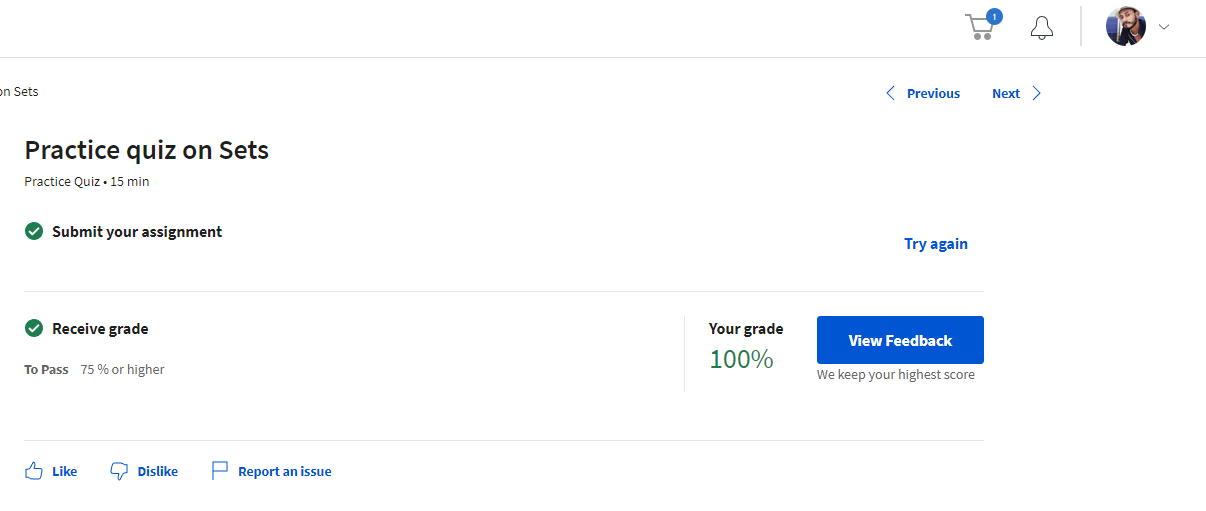 1
on Sets
Previous
Next
Practice quiz on Sets
Practice Quiz • 15 min
Submit your assignment
Try again
Receive grade
To Pass 75 % or higher
Your grade
100%
View Feedback
We keep your highest score
Like
Dislike
Report an issue